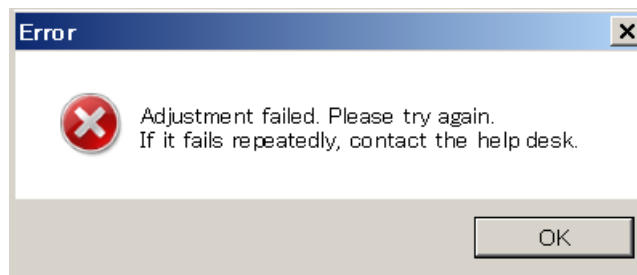 Error
Adjustment failed. Please try again.
If it fails repeatedly, contact the help desk.
OK